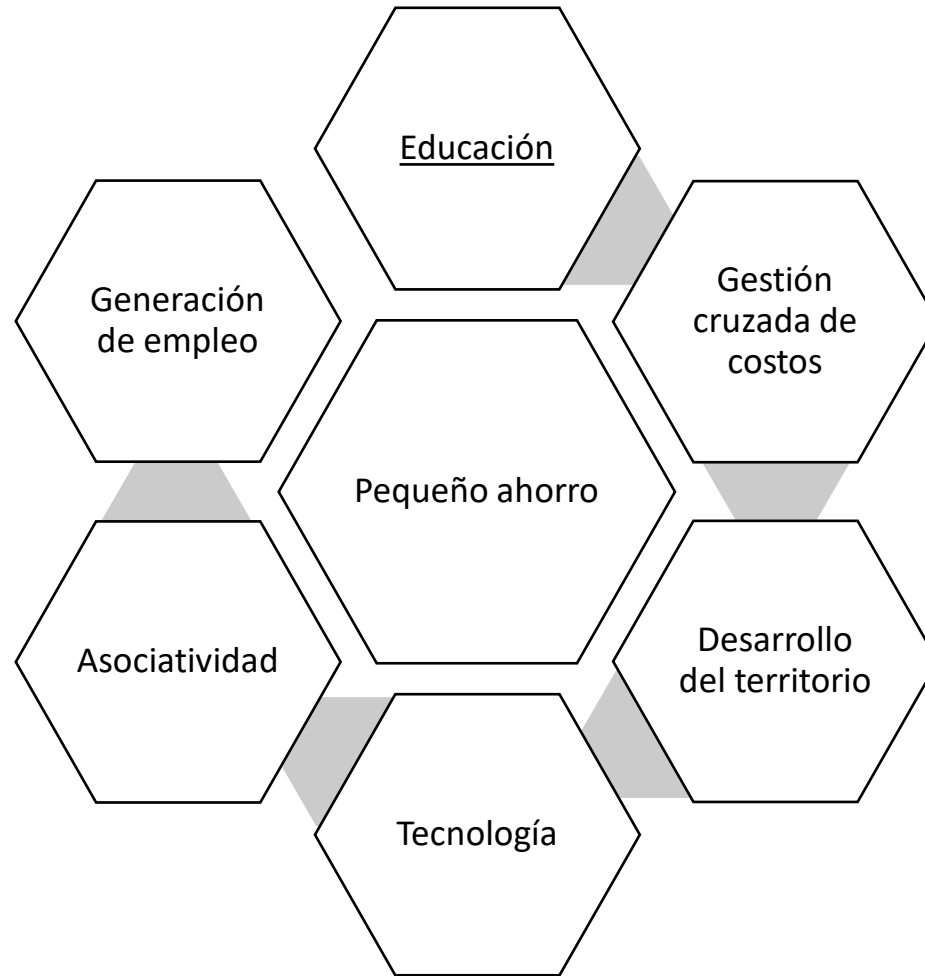 Educación
Generación
de empleo
Gestión
cruzada de
costos
Pequeño ahorro
Asociatividad
Desarrollo
del territorio
Tecnología